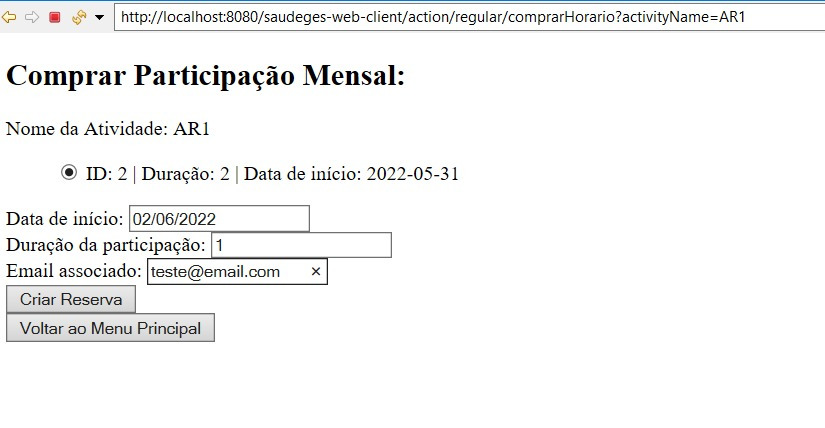 http://localhost:8080/saudeges-web-client/action/regular/comprarHorario?activityName=AR1
Comprar Participação Mensal:
Nome da Atividade: AR1
ID: 2 | Duração: 2 | Data de início: 2022-05-31
Data de início: 02/06/2022
Duração da participação: 1
Email associado: teste@email.com
Criar Reserva
Voltar ao Menu Principal